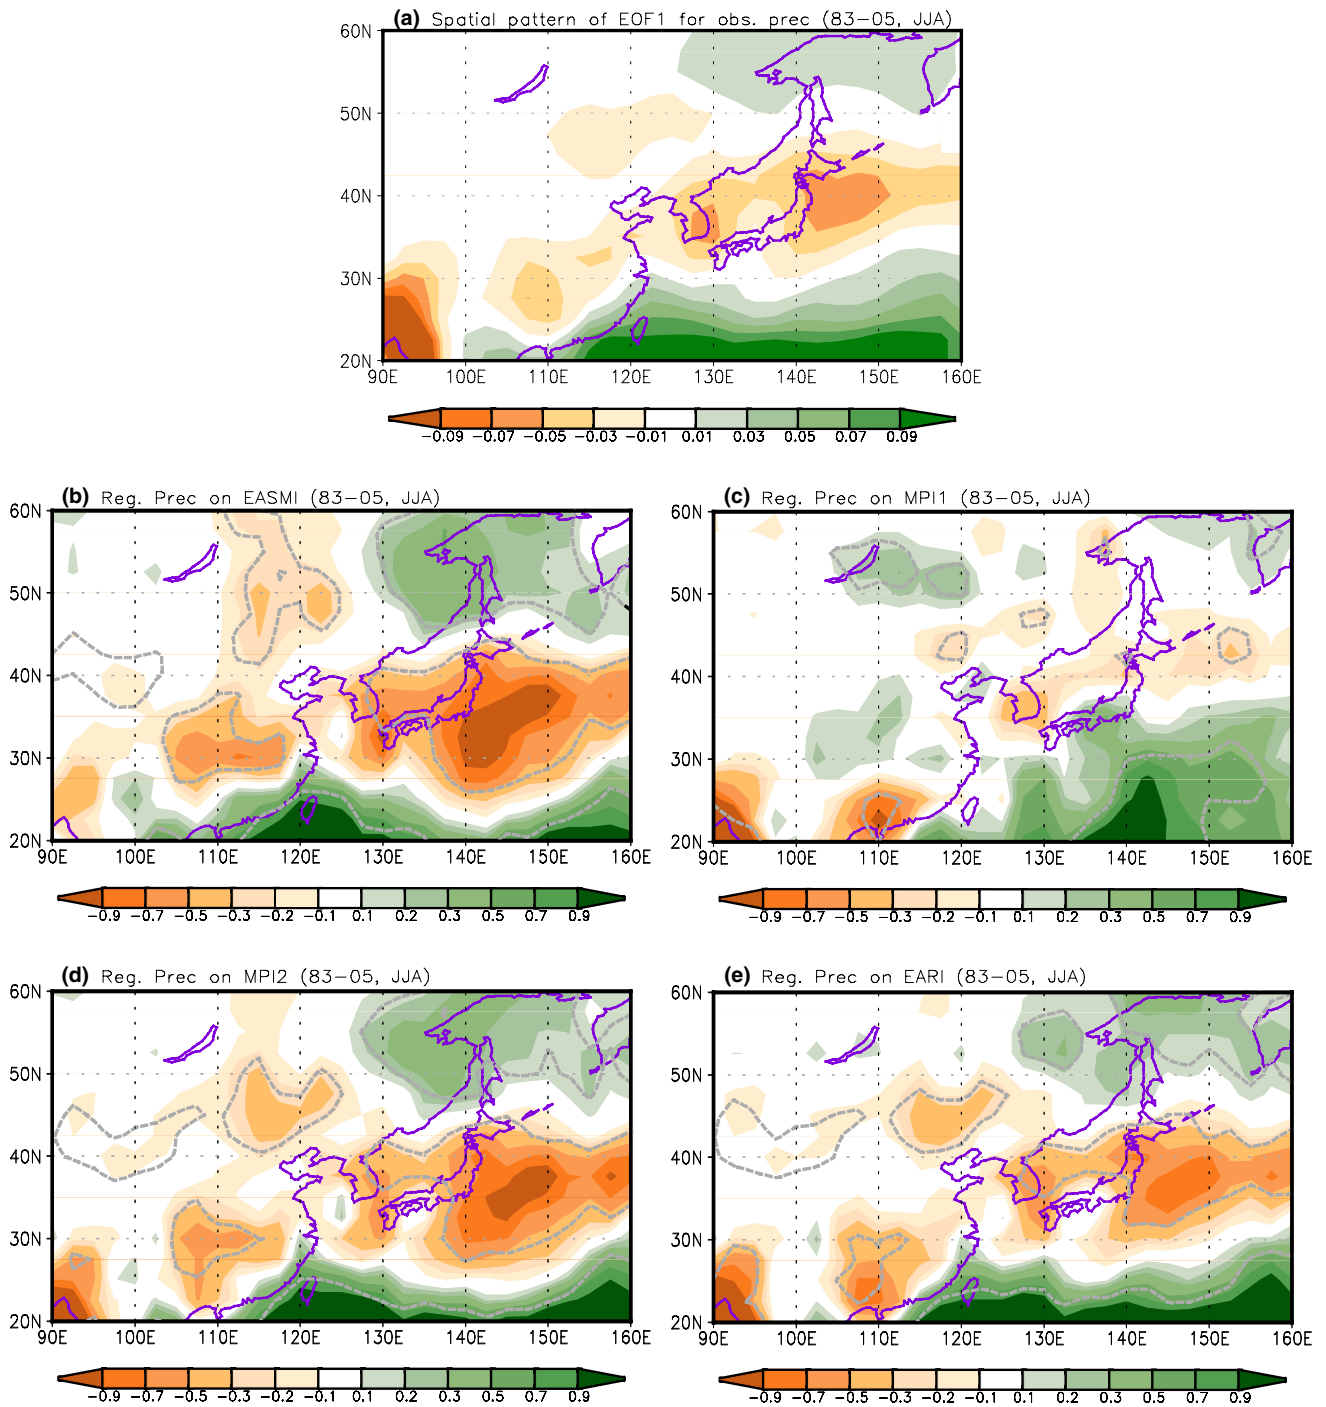 (a) Spatial pattern of EOF1 for obs. prec (83-05, JJA)
60N
50N
40N
30N
20N
90E 100E 110E 120E 130E 140E 150E 160E
-0.09 -0.07 -0.05 -0.03 -0.01 0.01 0.03 0.05 0.07 0.09
(b) Reg. Prec on EASMI (83-05, JJA)
60N
50N
40N
30N
20N
90E 100E 110E 120E 130E 140E 150E 160E
-0.9 -0.7 -0.5 -0.3 -0.2 -0.1 0.1 0.2 0.3 0.5 0.7 0.9
(c) Reg. Prec on MPI1 (83-05, JJA)
60N
50N
40N
30N
20N
90E 100E 110E 120E 130E 140E 150E 160E
-0.9 -0.7 -0.5 -0.3 -0.2 -0.1 0.1 0.2 0.3 0.5 0.7 0.9
(d) Reg. Prec on MPI2 (83-05, JJA)
60N
50N
40N
30N
20N
90E 100E 110E 120E 130E 140E 150E 160E
-0.9 -0.7 -0.5 -0.3 -0.2 -0.1 0.1 0.2 0.3 0.5 0.7 0.9
(e) Reg. Prec on EARI (83-05, JJA)
60N
50N
40N
30N
20N
90E 100E 110E 120E 130E 140E 150E 160E
-0.9 -0.7 -0.5 -0.3 -0.2 -0.1 0.1 0.2 0.3 0.5 0.7 0.9